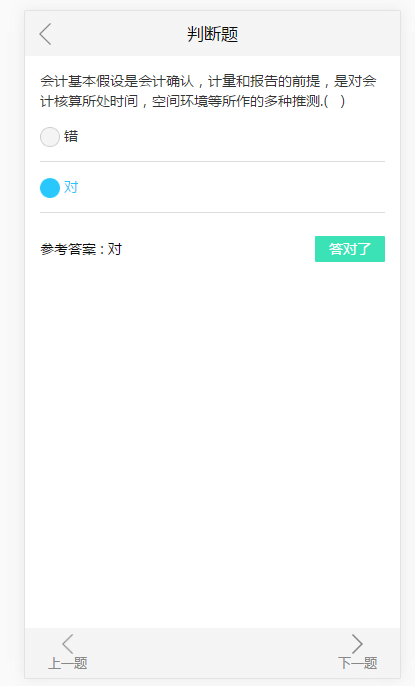 判断题
会计基本假设是会计确认，计量和报告的前提，是对会
计核算所处时间，空间环境等所作的多种推测.(   )
错
对
参考答案 : 对
答对了
上一题
下一题